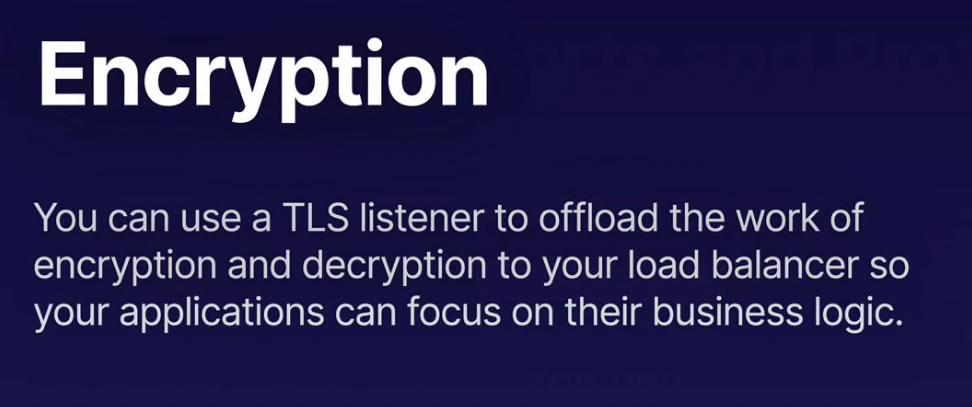 Encryption
You can use a TLS listener to offload the work of
encryption and decryption to your load balancer so
your applications can focus on their business logic.